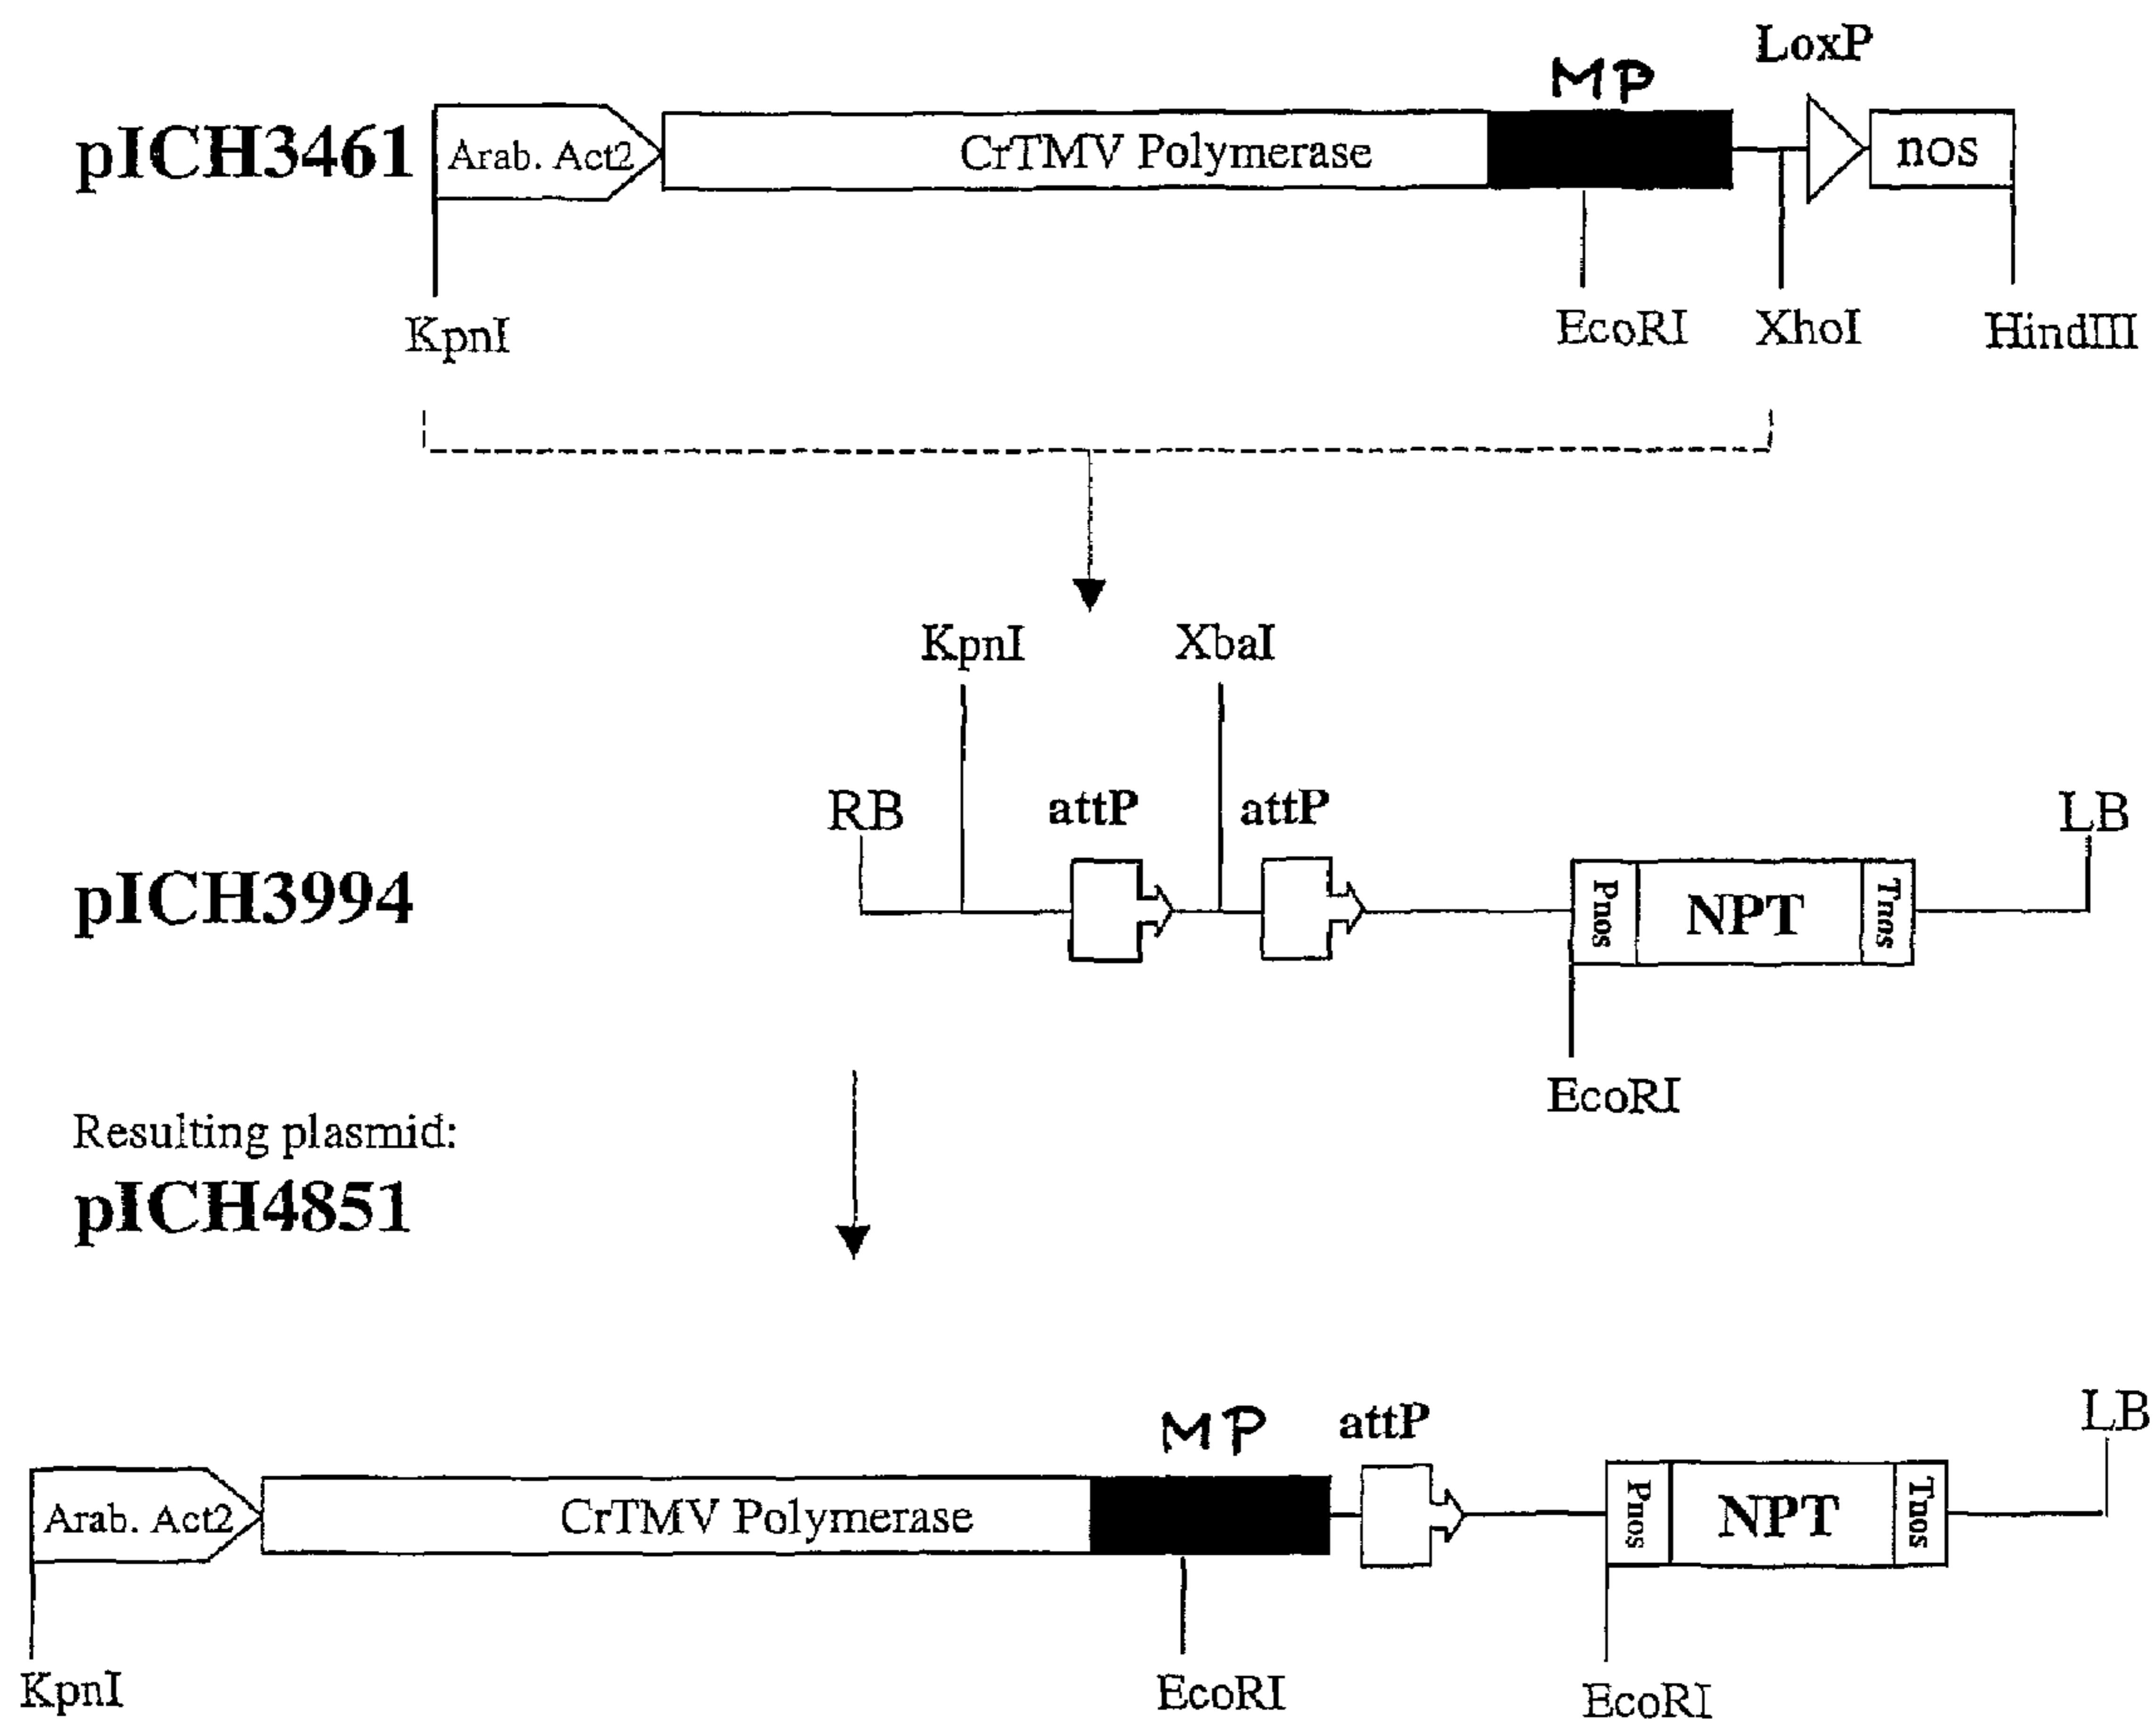 LoxP
MP
pICH3461
Arab. Act2
CrTMV Polymerase
nos
KpnI
EcoRI
XhoI
HindIII
KpnI
XbaI
RB
attP
attP
LB
pICH3994
Pnos
NPT
Tnos
EcoRI
Resulting plasmid:
pICH4851
MP
attP
LB
Arab. Act2
CrTMV Polymerase
Pnos
NPT
Tnos
KpnI
EcoRI
EcoRI